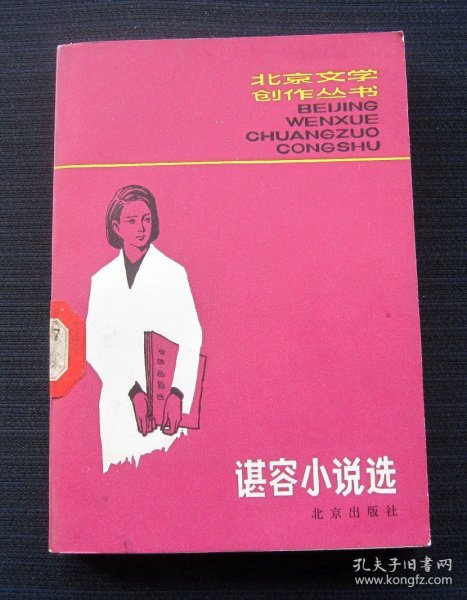 北京文学
创作丛书
BEIJING
WENXUE
CHUANGZUO
CONGSHU
谌容小说选
北京出版社
孔夫子旧书网
www.kongfz.com